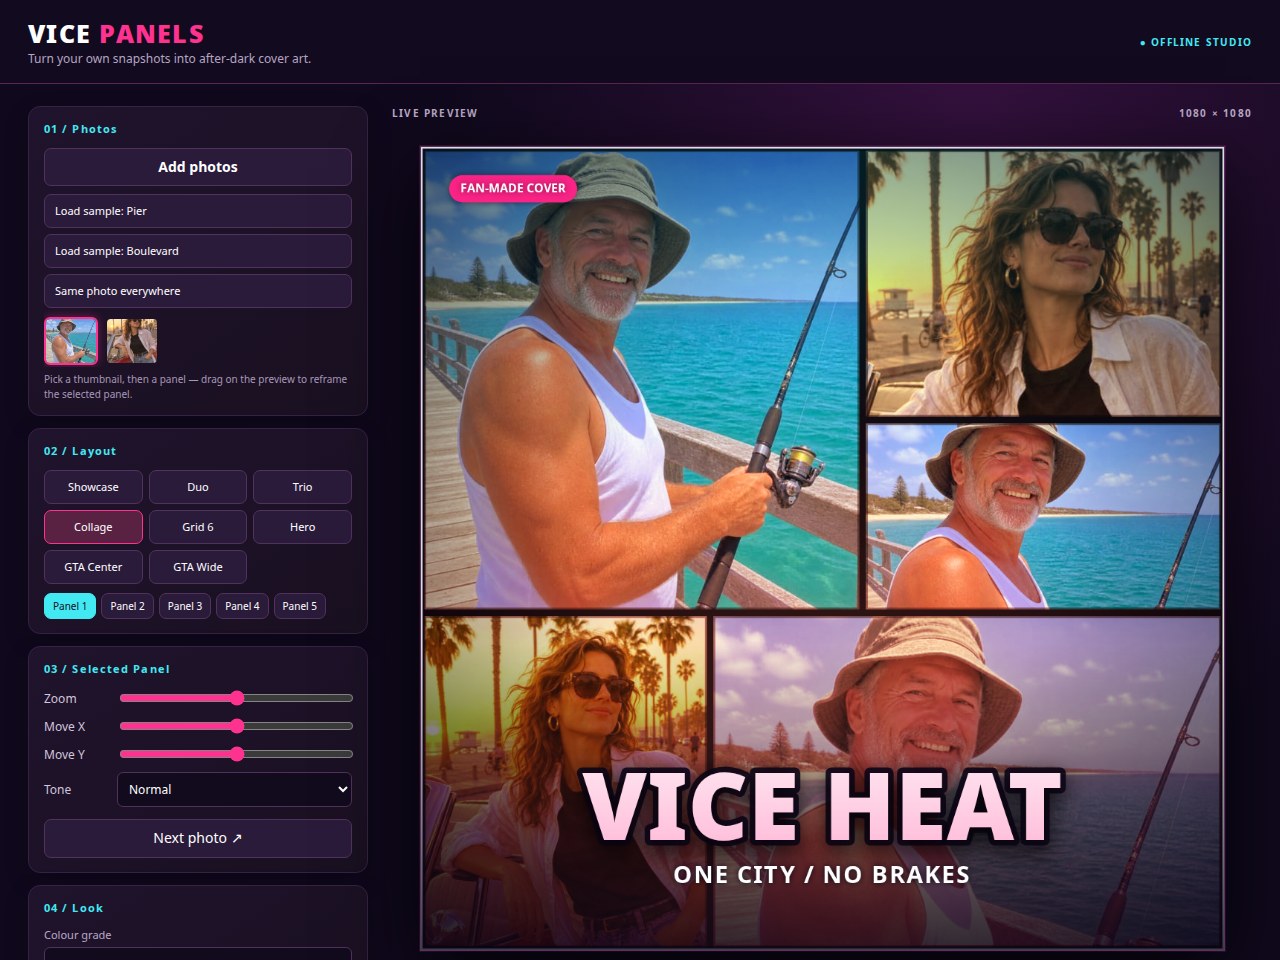 VICE PANELS
Turn your own snapshots into after-dark cover art.
● OFFLINE STUDIO
01 / Photos
Add photos
Load sample: Pier
Load sample: Boulevard
Same photo everywhere
Pick a thumbnail, then a panel — drag on the preview to reframe
the selected panel.
02 / Layout
Showcase Duo Trio
Collage Grid 6 Hero
GTA Center GTA Wide
Panel 1 Panel 2 Panel 3 Panel 4 Panel 5
03 / Selected Panel
Zoom
Move X
Move Y
Tone Normal
Next photo ↗
04 / Look
Colour grade
LIVE PREVIEW 1080 × 1080
FAN-MADE COVER
VICE HEAT
ONE CITY / NO BRAKES